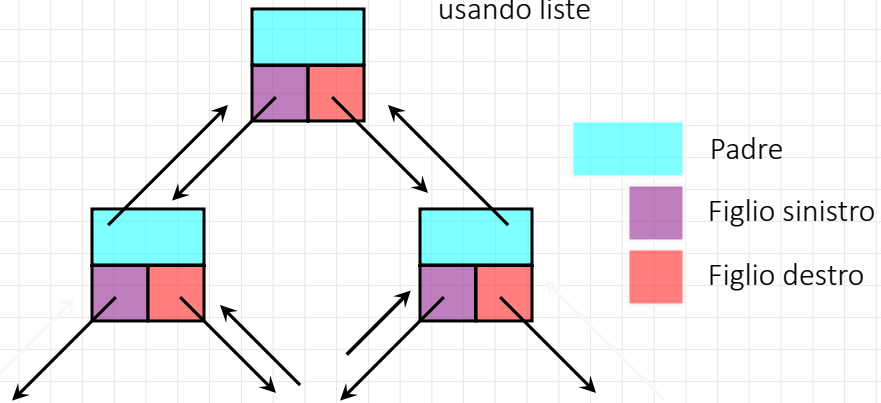 usando liste
Padre
Figlio sinistro
Figlio destro